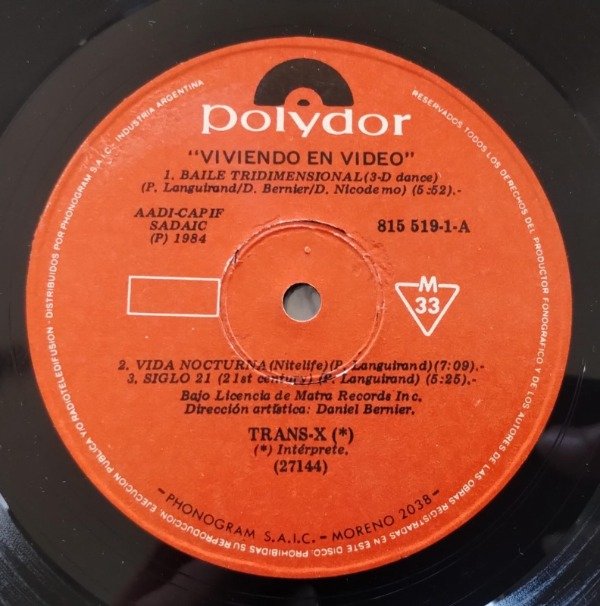 polydor
"VIVIENDO EN VIDEO"
1. BAILE TRIDIMENSIONAL (3-D dance)
(P. Languirand/D. Bernier/D. Nicodemo) (5:52).-
AADI-CAPIF
SADAIC
(P) 1984
815 519-1-A
M
33
2. VIDA NOCTURNA (Nitelife) (P. Languirand) (7:09).-
3. SIGLO 21 (21st century) (P. Languirand) (5:25).-
Bajo Licencia de Matra Records Inc.
Dirección artística: Daniel Bernier.
TRANS-X (*)
(*) Intérprete.
(27144)
-PHONOGRAM S.A.I.C. - MORENO 2038-
RESERVADOS TODOS LOS DERECHOS DEL PRODUCTOR FONOGRAFICO Y DE LOS AUTORES DE LAS OBRAS REGISTRADAS EN ESTE DISCO. PROHIBIDAS SU REPRODUCCION, EJECUCION PUBLICA Y/O RADIOTELEDIFUSION - DISTRIBUIDOS POR PHONOGRAM S.A.I.C. INDUSTRIA ARGENTINA